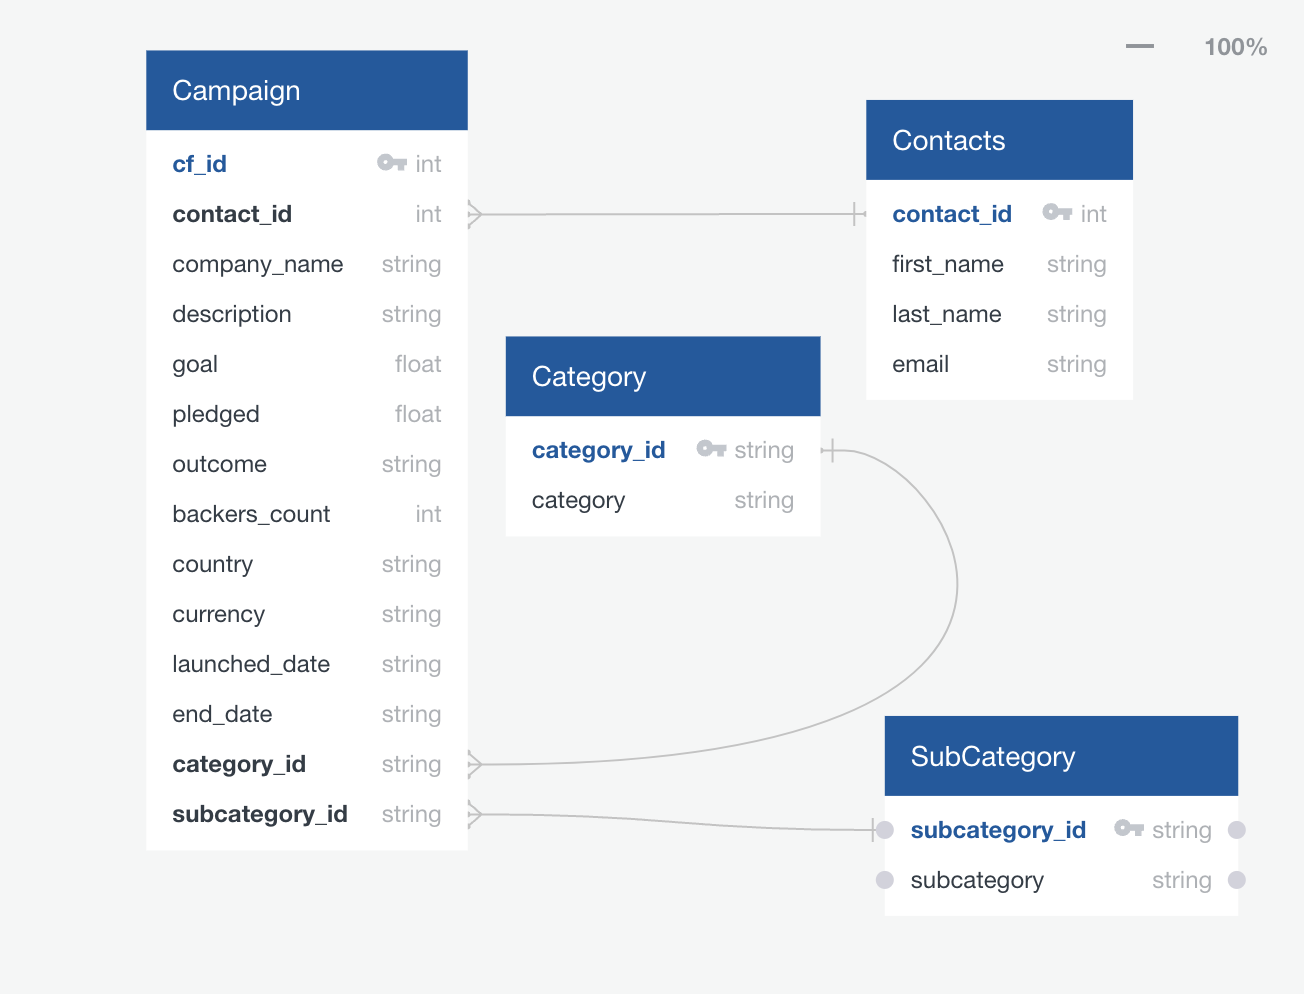 100%
Campaign
cf_id int
contact_id int
company_name string
description string
goal float
pledged float
outcome string
backers_count int
country string
currency string
launched_date string
end_date string
category_id string
subcategory_id string
Contacts
contact_id int
first_name string
last_name string
email string
Category
category_id string
category string
SubCategory
subcategory_id string
subcategory string